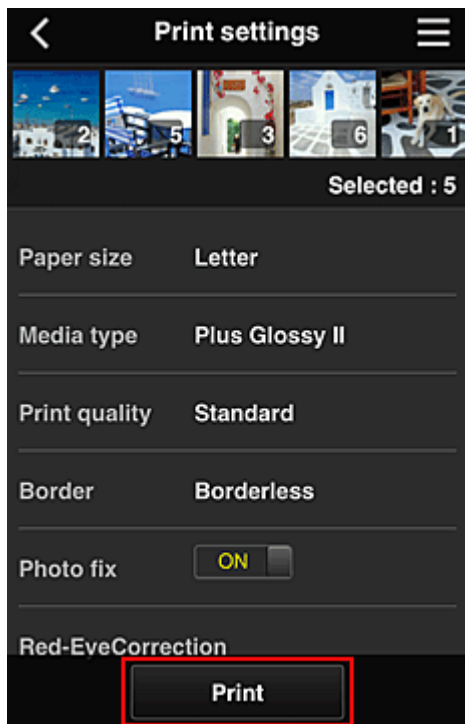 Print settings
2 5 3 6 1
Selected : 5
Paper size Letter
Media type Plus Glossy II
Print quality Standard
Border Borderless
Photo fix ON
Red-EyeCorrection
Print